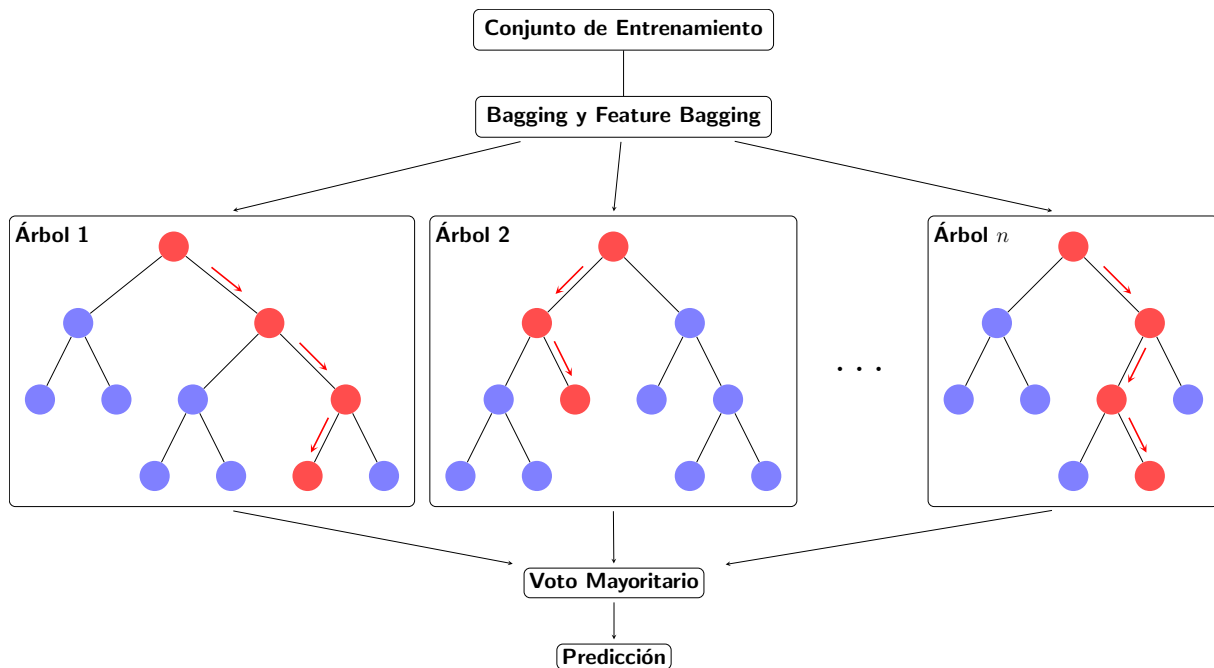 Conjunto de Entrenamiento
Bagging y Feature Bagging
Árbol 1
Árbol 2
Árbol n
. . .
Voto Mayoritario
Predicción